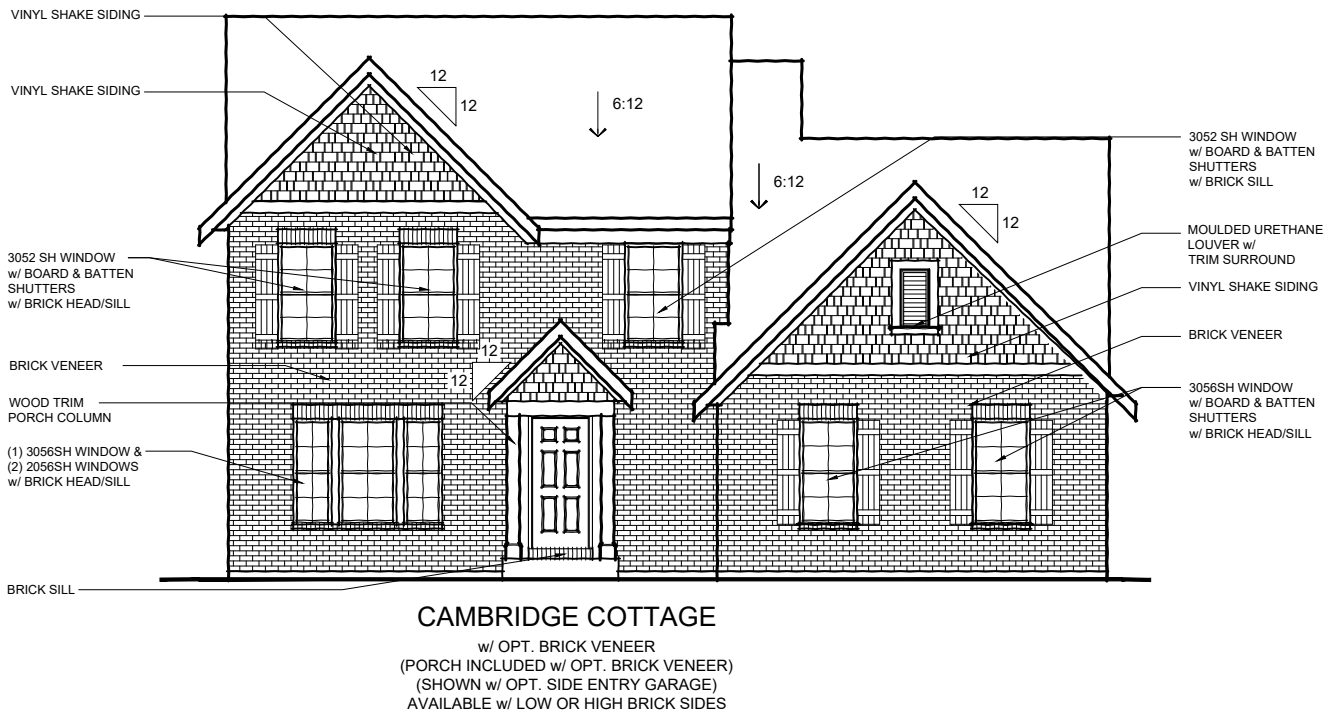 VINYL SHAKE SIDING
VINYL SHAKE SIDING
3052 SH WINDOW
w/ BOARD & BATTEN
SHUTTERS
w/ BRICK HEAD/SILL
BRICK VENEER
WOOD TRIM
PORCH COLUMN
(1) 3056SH WINDOW &
(2) 2056SH WINDOWS
w/ BRICK HEAD/SILL
BRICK SILL
12
12
6:12
6:12
12
12
12
12
3052 SH WINDOW
w/ BOARD & BATTEN
SHUTTERS
w/ BRICK SILL
MOULDED URETHANE
LOUVER w/
TRIM SURROUND
VINYL SHAKE SIDING
BRICK VENEER
3056SH WINDOW
w/ BOARD & BATTEN
SHUTTERS
w/ BRICK HEAD/SILL
CAMBRIDGE COTTAGE
w/ OPT. BRICK VENEER
(PORCH INCLUDED w/ OPT. BRICK VENEER)
(SHOWN w/ OPT. SIDE ENTRY GARAGE)
AVAILABLE w/ LOW OR HIGH BRICK SIDES